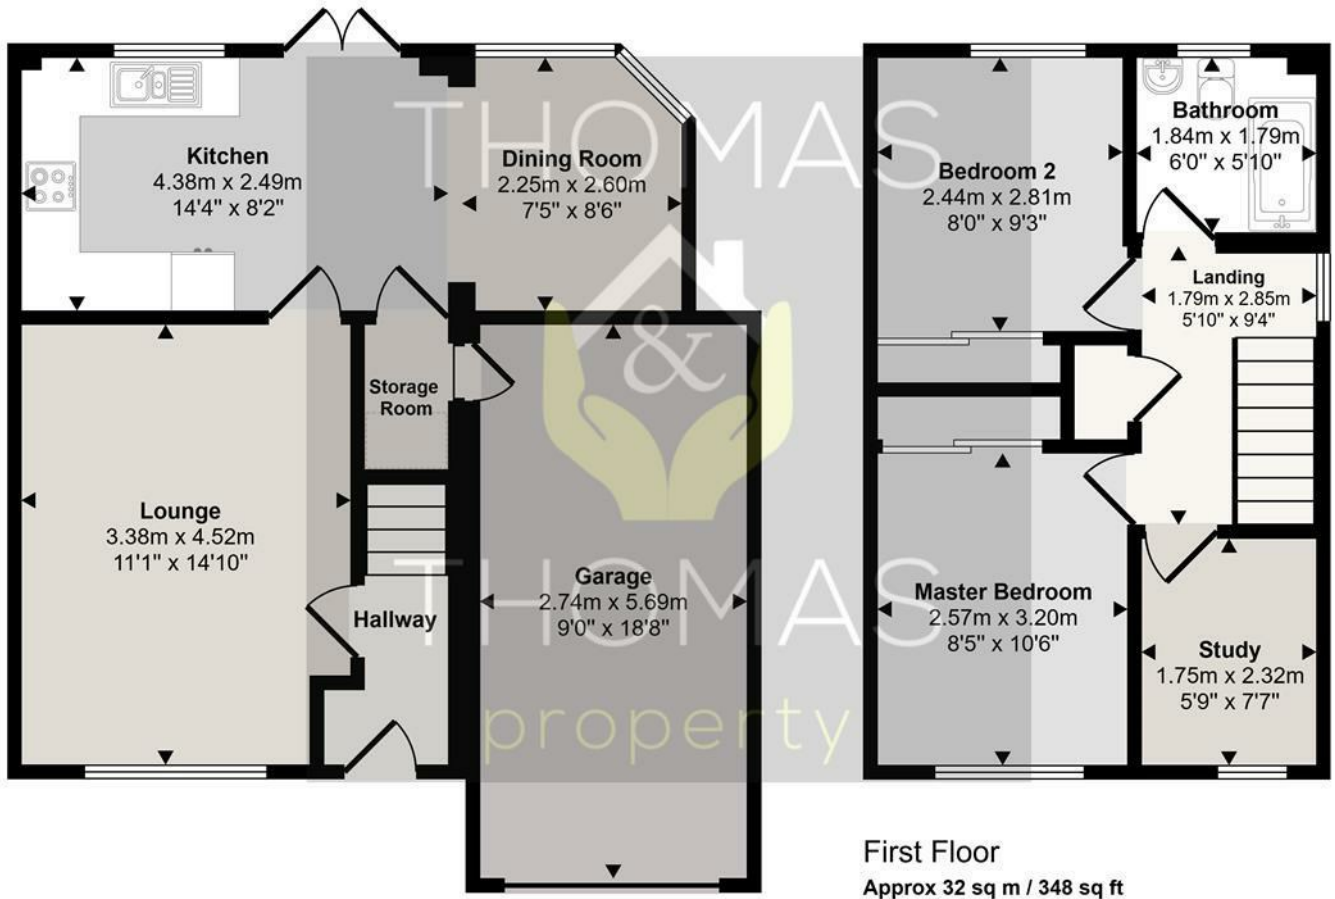 THOMAS
&
THOMAS
property
Kitchen
4.38m x 2.49m
14'4" x 8'2"
Dining Room
2.25m x 2.60m
7'5" x 8'6"
Storage
Room
Lounge
3.38m x 4.52m
11'1" x 14'10"
Hallway
Garage
2.74m x 5.69m
9'0" x 18'8"
Bedroom 2
2.44m x 2.81m
8'0" x 9'3"
Bathroom
1.84m x 1.79m
6'0" x 5'10"
Landing
1.79m x 2.85m
5'10" x 9'4"
Master Bedroom
2.57m x 3.20m
8'5" x 10'6"
Study
1.75m x 2.32m
5'9" x 7'7"
First Floor
Approx 32 sq m / 348 sq ft